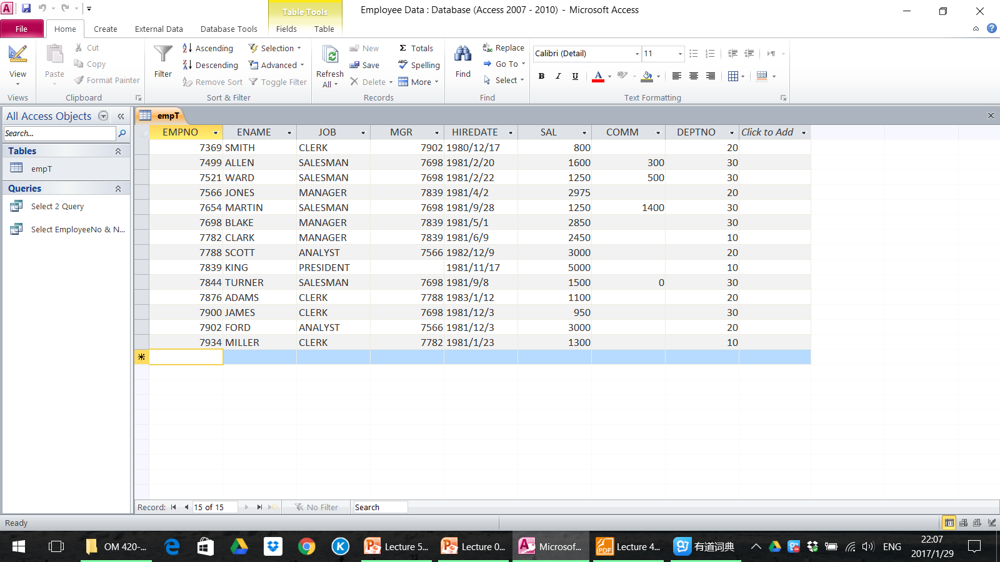 Table Tools
Employee Data : Database (Access 2007 - 2010) - Microsoft Access
File Home Create External Data Database Tools Fields Table
View
Views
Paste
Cut
Copy
Format Painter
Clipboard
Filter
Ascending
Descending
Remove Sort
Selection
Advanced
Toggle Filter
Sort & Filter
Refresh
All
New
Save
Delete
Totals
Spelling
More
Records
Find
Replace
Go To
Select
Find
Calibri (Detail) 11
B I U A
Text Formatting
All Access Objects
Search...
Tables
empT
Queries
Select 2 Query
Select EmployeeNo & N...
empT
EMPNO ENAME JOB MGR HIREDATE SAL COMM DEPTNO Click to Add
7369 SMITH CLERK 7902 1980/12/17 800 20
7499 ALLEN SALESMAN 7698 1981/2/20 1600 300 30
7521 WARD SALESMAN 7698 1981/2/22 1250 500 30
7566 JONES MANAGER 7839 1981/4/2 2975 20
7654 MARTIN SALESMAN 7698 1981/9/28 1250 1400 30
7698 BLAKE MANAGER 7839 1981/5/1 2850 30
7782 CLARK MANAGER 7839 1981/6/9 2450 10
7788 SCOTT ANALYST 7566 1982/12/9 3000 20
7839 KING PRESIDENT 1981/11/17 5000 10
7844 TURNER SALESMAN 7698 1981/9/8 1500 0 30
7876 ADAMS CLERK 7788 1983/1/12 1100 20
7900 JAMES CLERK 7698 1981/12/3 950 30
7902 FORD ANALYST 7566 1981/12/3 3000 20
7934 MILLER CLERK 7782 1981/1/23 1300 10
Record: 15 of 15 No Filter Search
Ready
OM 420-... Lecture 5... Lecture 0... Microsof... Lecture 4... 有道词典 ENG
22:07
2017/1/29